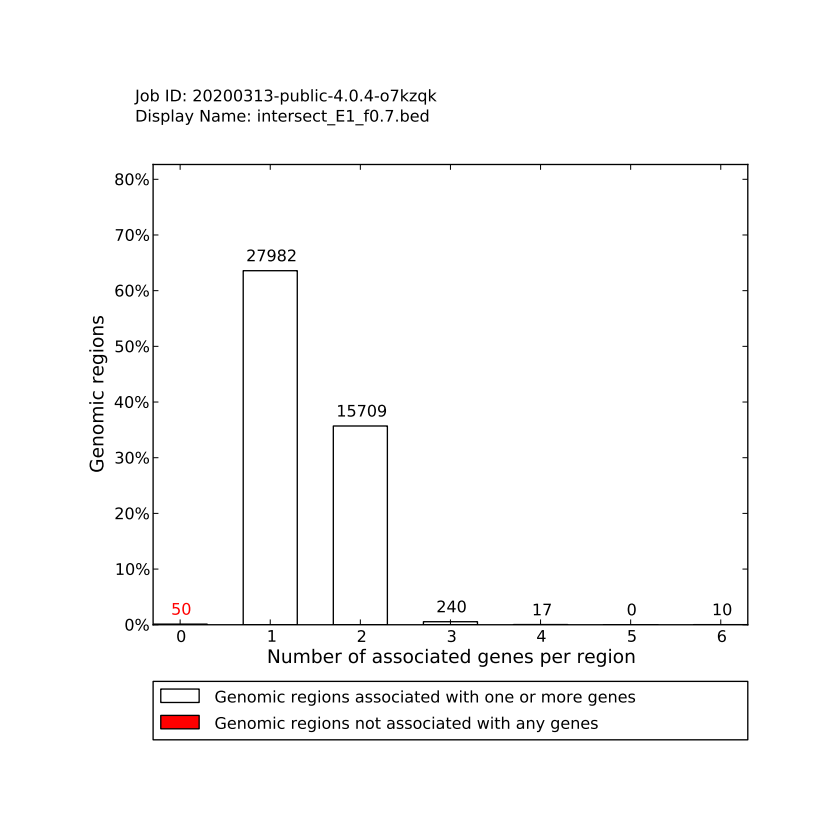 Job ID: 20200313-public-4.0.4-o7kzqk
Display Name: intersect_E1_f0.7.bed
80%
70%
60%
50%
40%
30%
20%
10%
0%
Genomic regions
50
27982
15709
240
17
0
10
0 1 2 3 4 5 6
Number of associated genes per region
Genomic regions associated with one or more genes
Genomic regions not associated with any genes